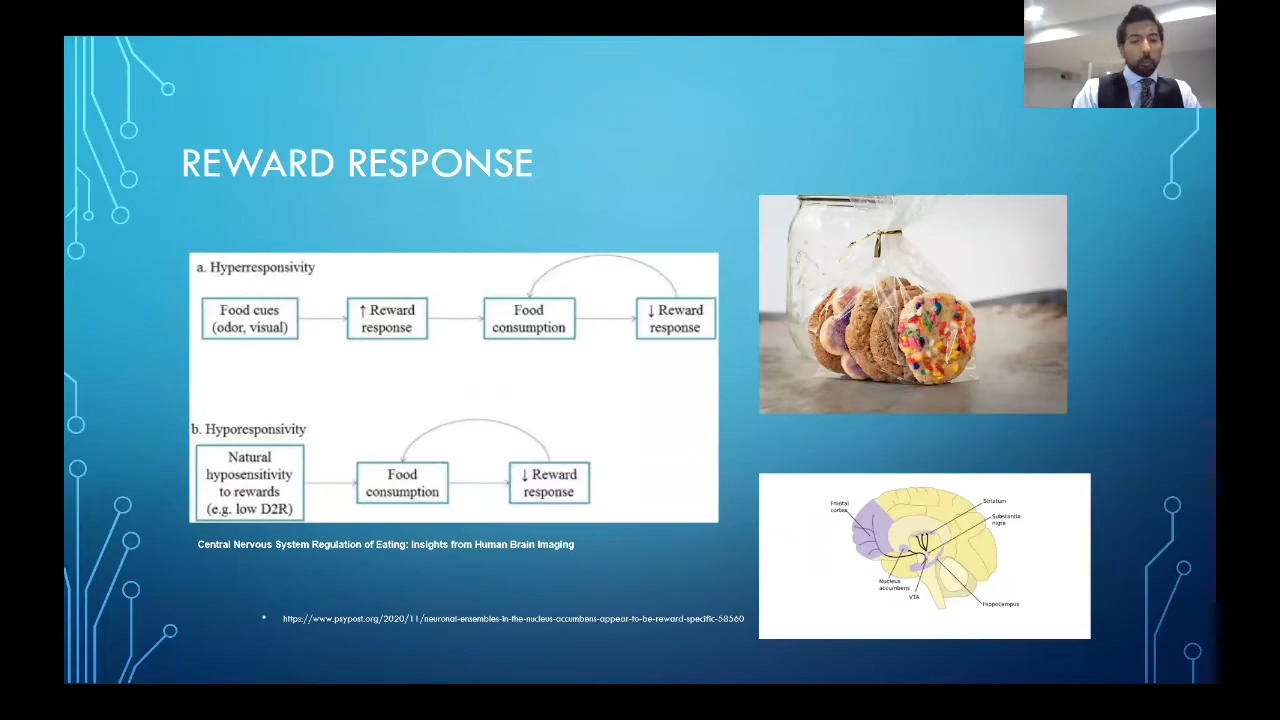 REWARD RESPONSE
a. Hyperresponsivity
Food cues
(odor, visual)
↑ Reward
response
Food
consumption
↓ Reward
response
b. Hyporesponsivity
Natural
hyposensitivity
to rewards
(e.g. low D2R)
Food
consumption
↓ Reward
response
Central Nervous System Regulation of Eating: Insights from Human Brain Imaging
• https://www.psypost.org/2020/11/neuronal-ensembles-in-the-nucleus-accumbens-appear-to-be-reward-specific-58560
Frontal
cortex
Striatum
Substantia
nigra
Nucleus
accumbens
VTA
Hippocampus